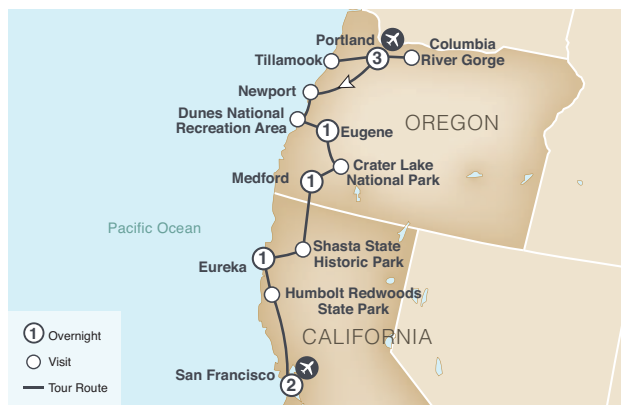 Portland
Columbia
River Gorge
Tillamook
3
Newport
Dunes National
Recreation Area
1
Eugene
OREGON
Crater Lake
National Park
Medford
1
Pacific Ocean
Shasta State
Historic Park
1
Eureka
Humbolt Redwoods
State Park
CALIFORNIA
San Francisco
2
1 Overnight
Visit
Tour Route